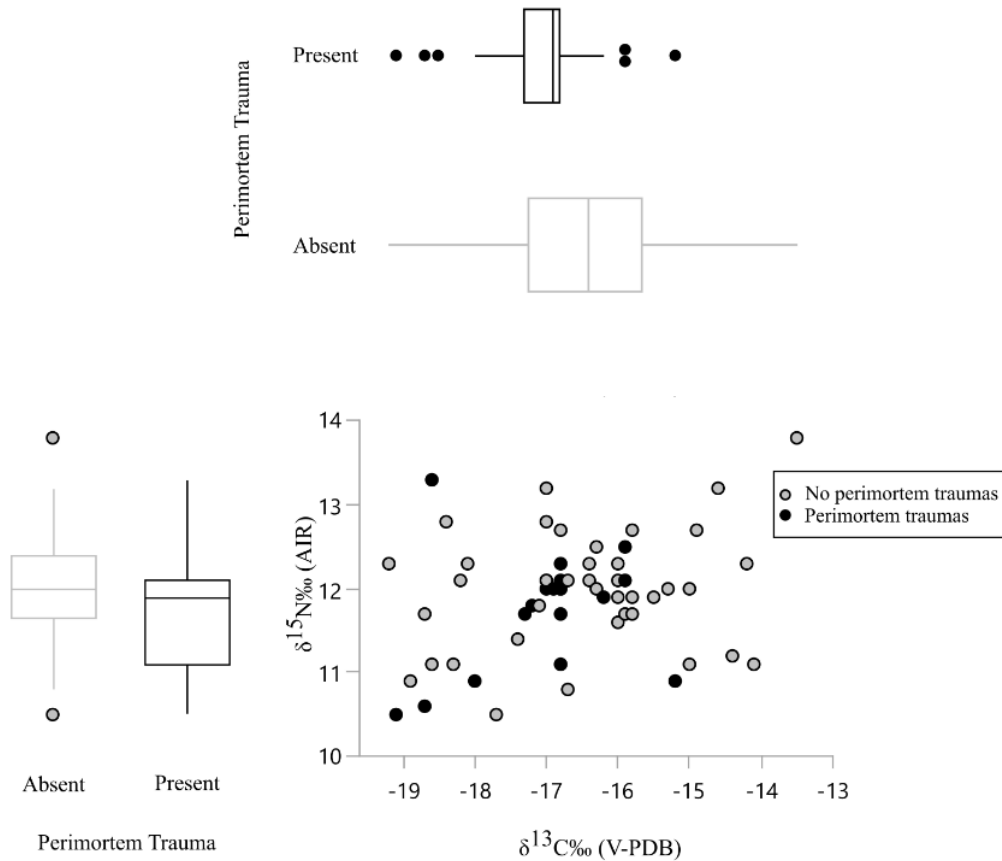 Present
Perimortem Trauma
Absent
14
13
12
11
10
δ15N‰ (AIR)
No perimortem traumas
Perimortem traumas
Absent
Present
Perimortem Trauma
-19
-18
-17
-16
-15
-14
-13
δ13C‰ (V-PDB)